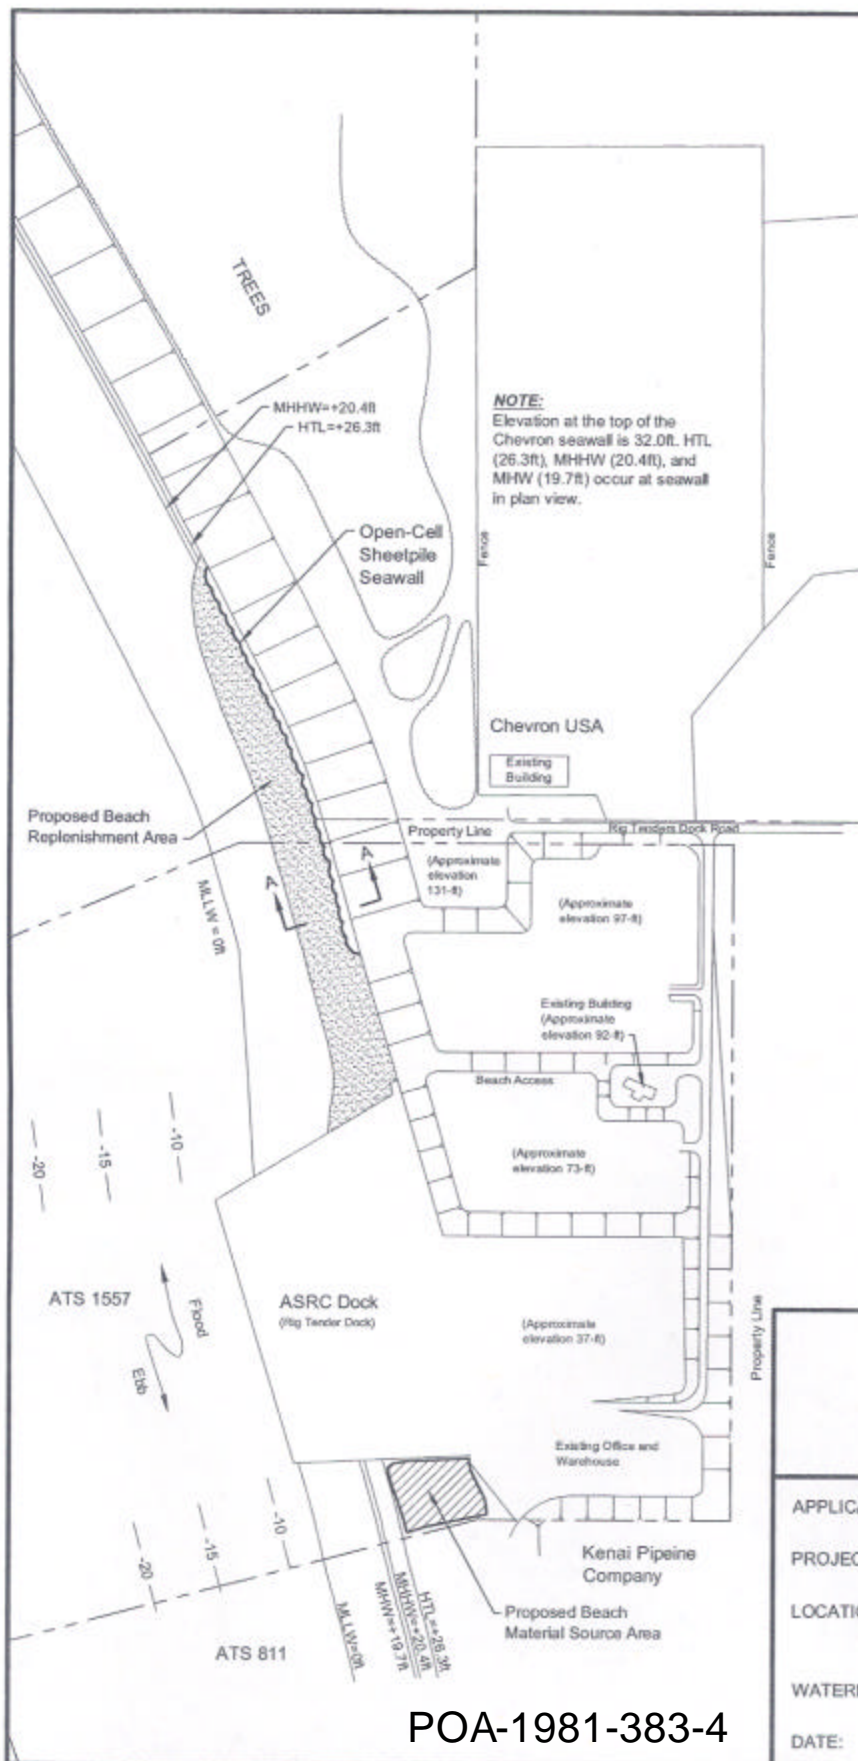 TREES
MHHW=+20.4ft
HTL=+26.3ft
NOTE:
Elevation at the top of the
Chevron seawall is 32.0ft. HTL
(26.3ft), MHHW (20.4ft), and
MHW (19.7ft) occur at seawall
in plan view.
Open-Cell
Sheetpile
Seawall
Fence
Fence
Chevron USA
Existing
Building
Proposed Beach
Replenishment Area
Property Line
Rig Tenders Dock Road
(Approximate
elevation
131-ft)
A
A
(Approximate
elevation 97-ft)
MLLW = 0ft
Existing Building
(Approximate
elevation 92-ft)
Beach Access
-20
-15
-10
(Approximate
elevation 73-ft)
ATS 1557
Flood
Ebb
ASRC Dock
(Rig Tender Dock)
(Approximate
elevation 37-ft)
Property Line
Existing Office and
Warehouse
-20
-15
-10
Kenai Pipeine
Company
Proposed Beach
Material Source Area
MLLW=0ft
MHW=+19.7ft
MHHW=+20.4ft
HTL=+26.3ft
ATS 811
APPLICA
PROJEC
LOCATIO
WATER
DATE:
POA-1981-383-4